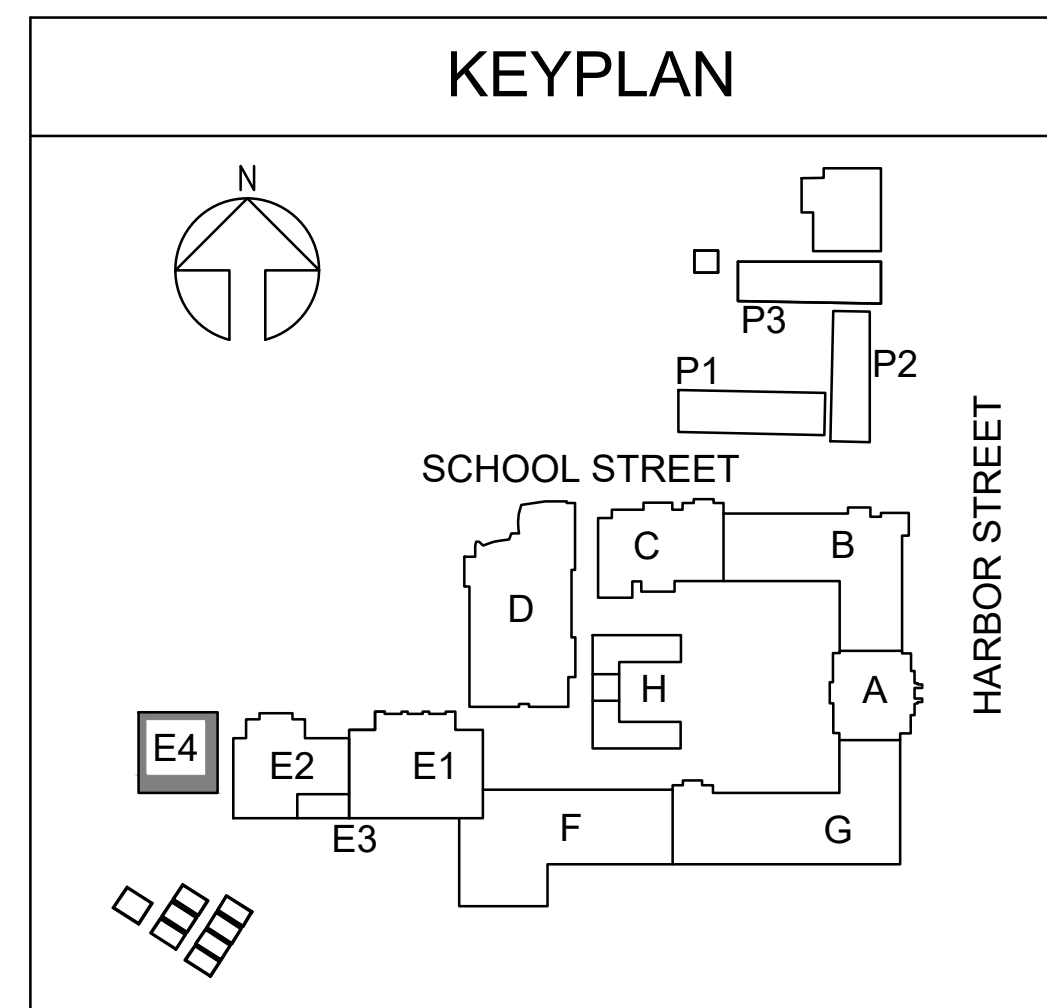 KEYPLAN
N
P3
P2
P1
HARBOR STREET
SCHOOL STREET
C
B
D
H
A
E4
E2
E1
F
G
E3